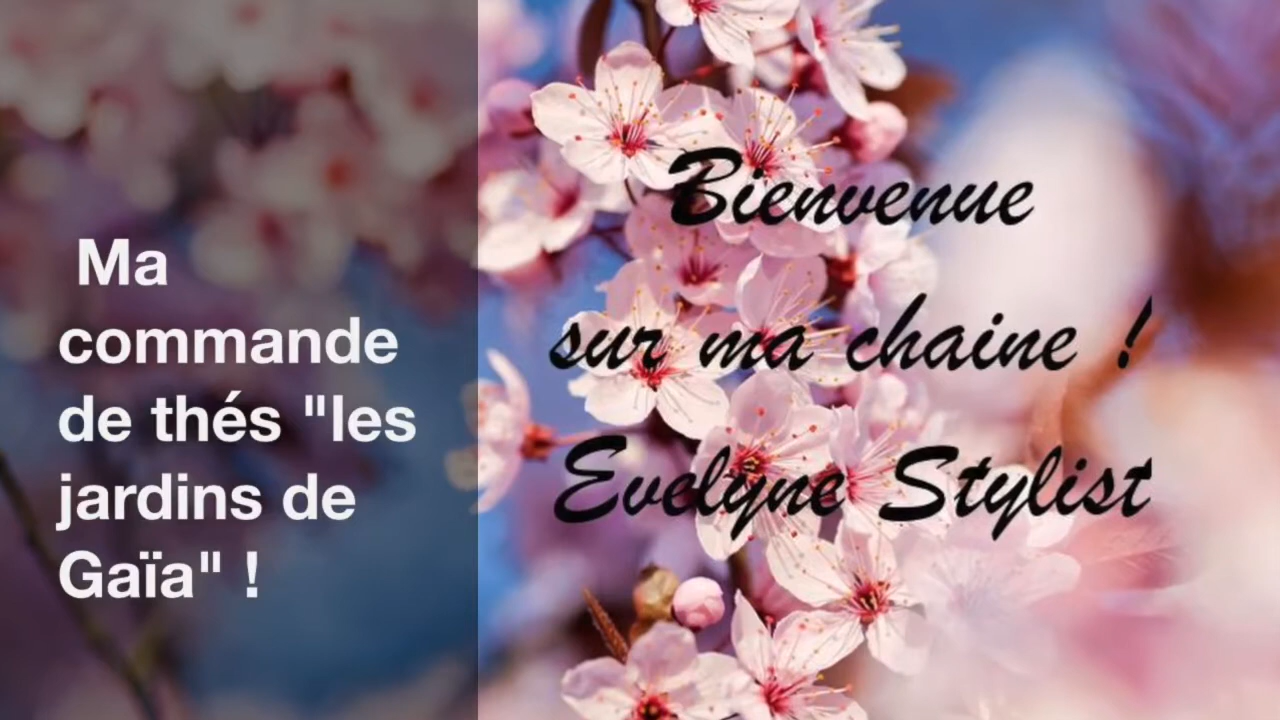 Ma
commande
de thés "les
jardins de
Gaïa" !
Bienvenue
sur ma chaine !
Evelyne Stylist